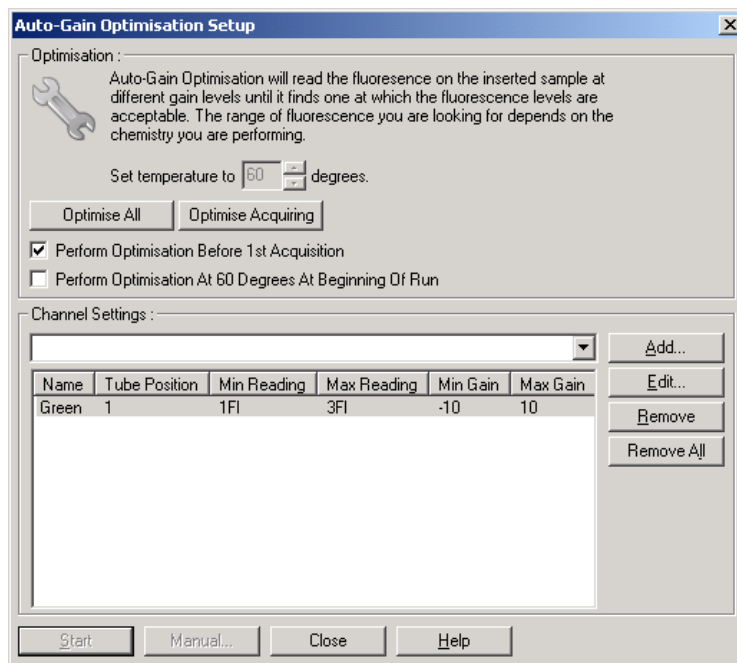 Auto-Gain Optimisation Setup
Optimisation :
Auto-Gain Optimisation will read the fluoresence on the inserted sample at
different gain levels until it finds one at which the fluorescence levels are
acceptable. The range of fluorescence you are looking for depends on the
chemistry you are performing.
Set temperature to 60 degrees.
Optimise All Optimise Acquiring
Perform Optimisation Before 1st Acquisition
Perform Optimisation At 60 Degrees At Beginning Of Run
Channel Settings :
Add...
Name Tube Position Min Reading Max Reading Min Gain Max Gain Edit...
Green 1 1Fl 3Fl -10 10
Remove
Remove All
Start Manual... Close Help